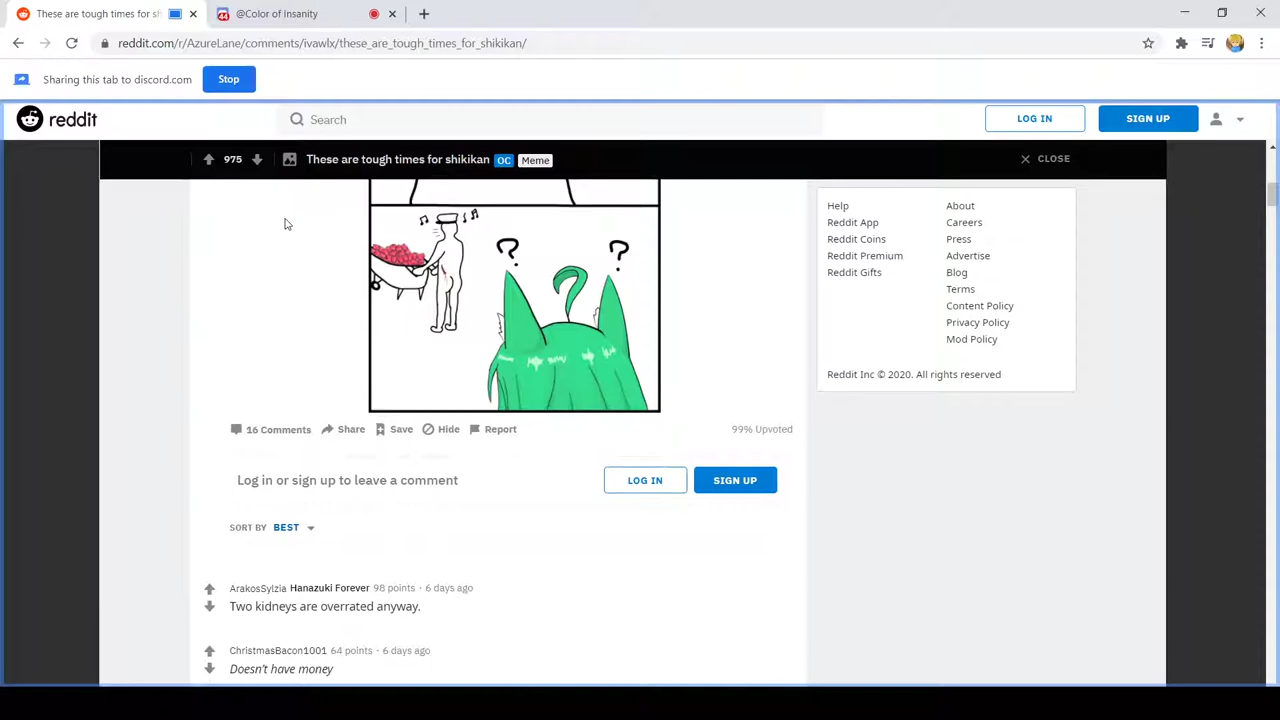 These are tough times for sh
@Color of Insanity
reddit.com/r/AzureLane/comments/ivawlx/these_are_tough_times_for_shikikan/
Sharing this tab to discord.com
Stop
reddit
Search
LOG IN
SIGN UP
975
These are tough times for shikikan
OC
Meme
CLOSE
?
?
Help
About
Reddit App
Careers
Reddit Coins
Press
Reddit Premium
Advertise
Reddit Gifts
Blog
Terms
Content Policy
Privacy Policy
Mod Policy
Reddit Inc © 2020. All rights reserved
16 Comments
Share
Save
Hide
Report
99% Upvoted
Log in or sign up to leave a comment
LOG IN
SIGN UP
SORT BY BEST
ArakosSylzia Hanazuki Forever 98 points · 6 days ago
Two kidneys are overrated anyway.
ChristmasBacon1001 64 points · 6 days ago
Doesn't have money